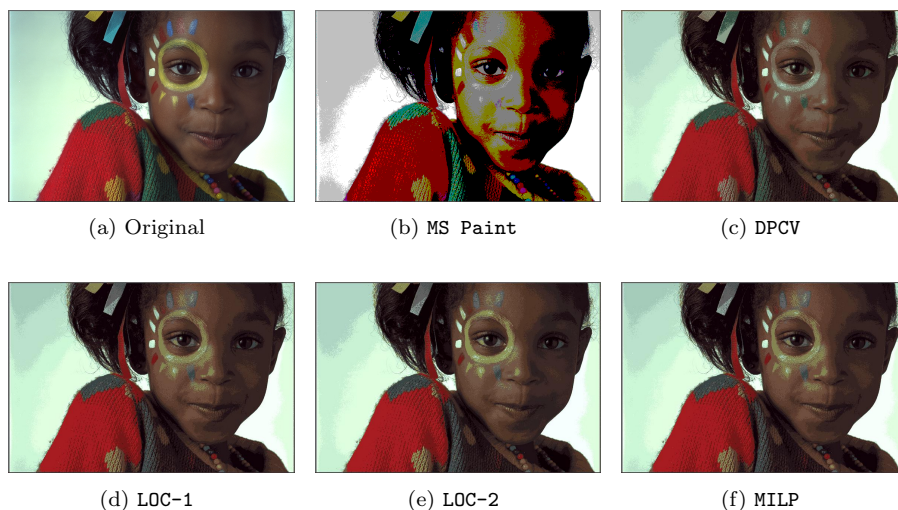 (a) Original
(b) MS Paint
(c) DPCV
(d) LOC-1
(e) LOC-2
(f) MILP